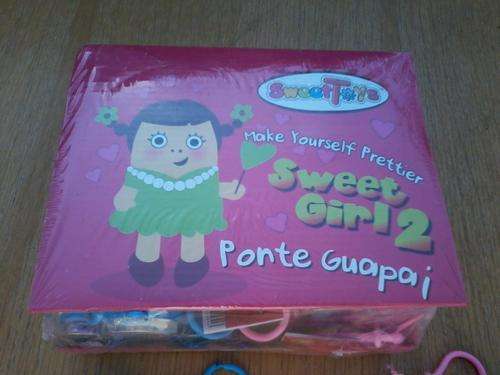 SweetToys
Make Yourself Prettier
Sweet
Girl 2
Ponte Guapa¡